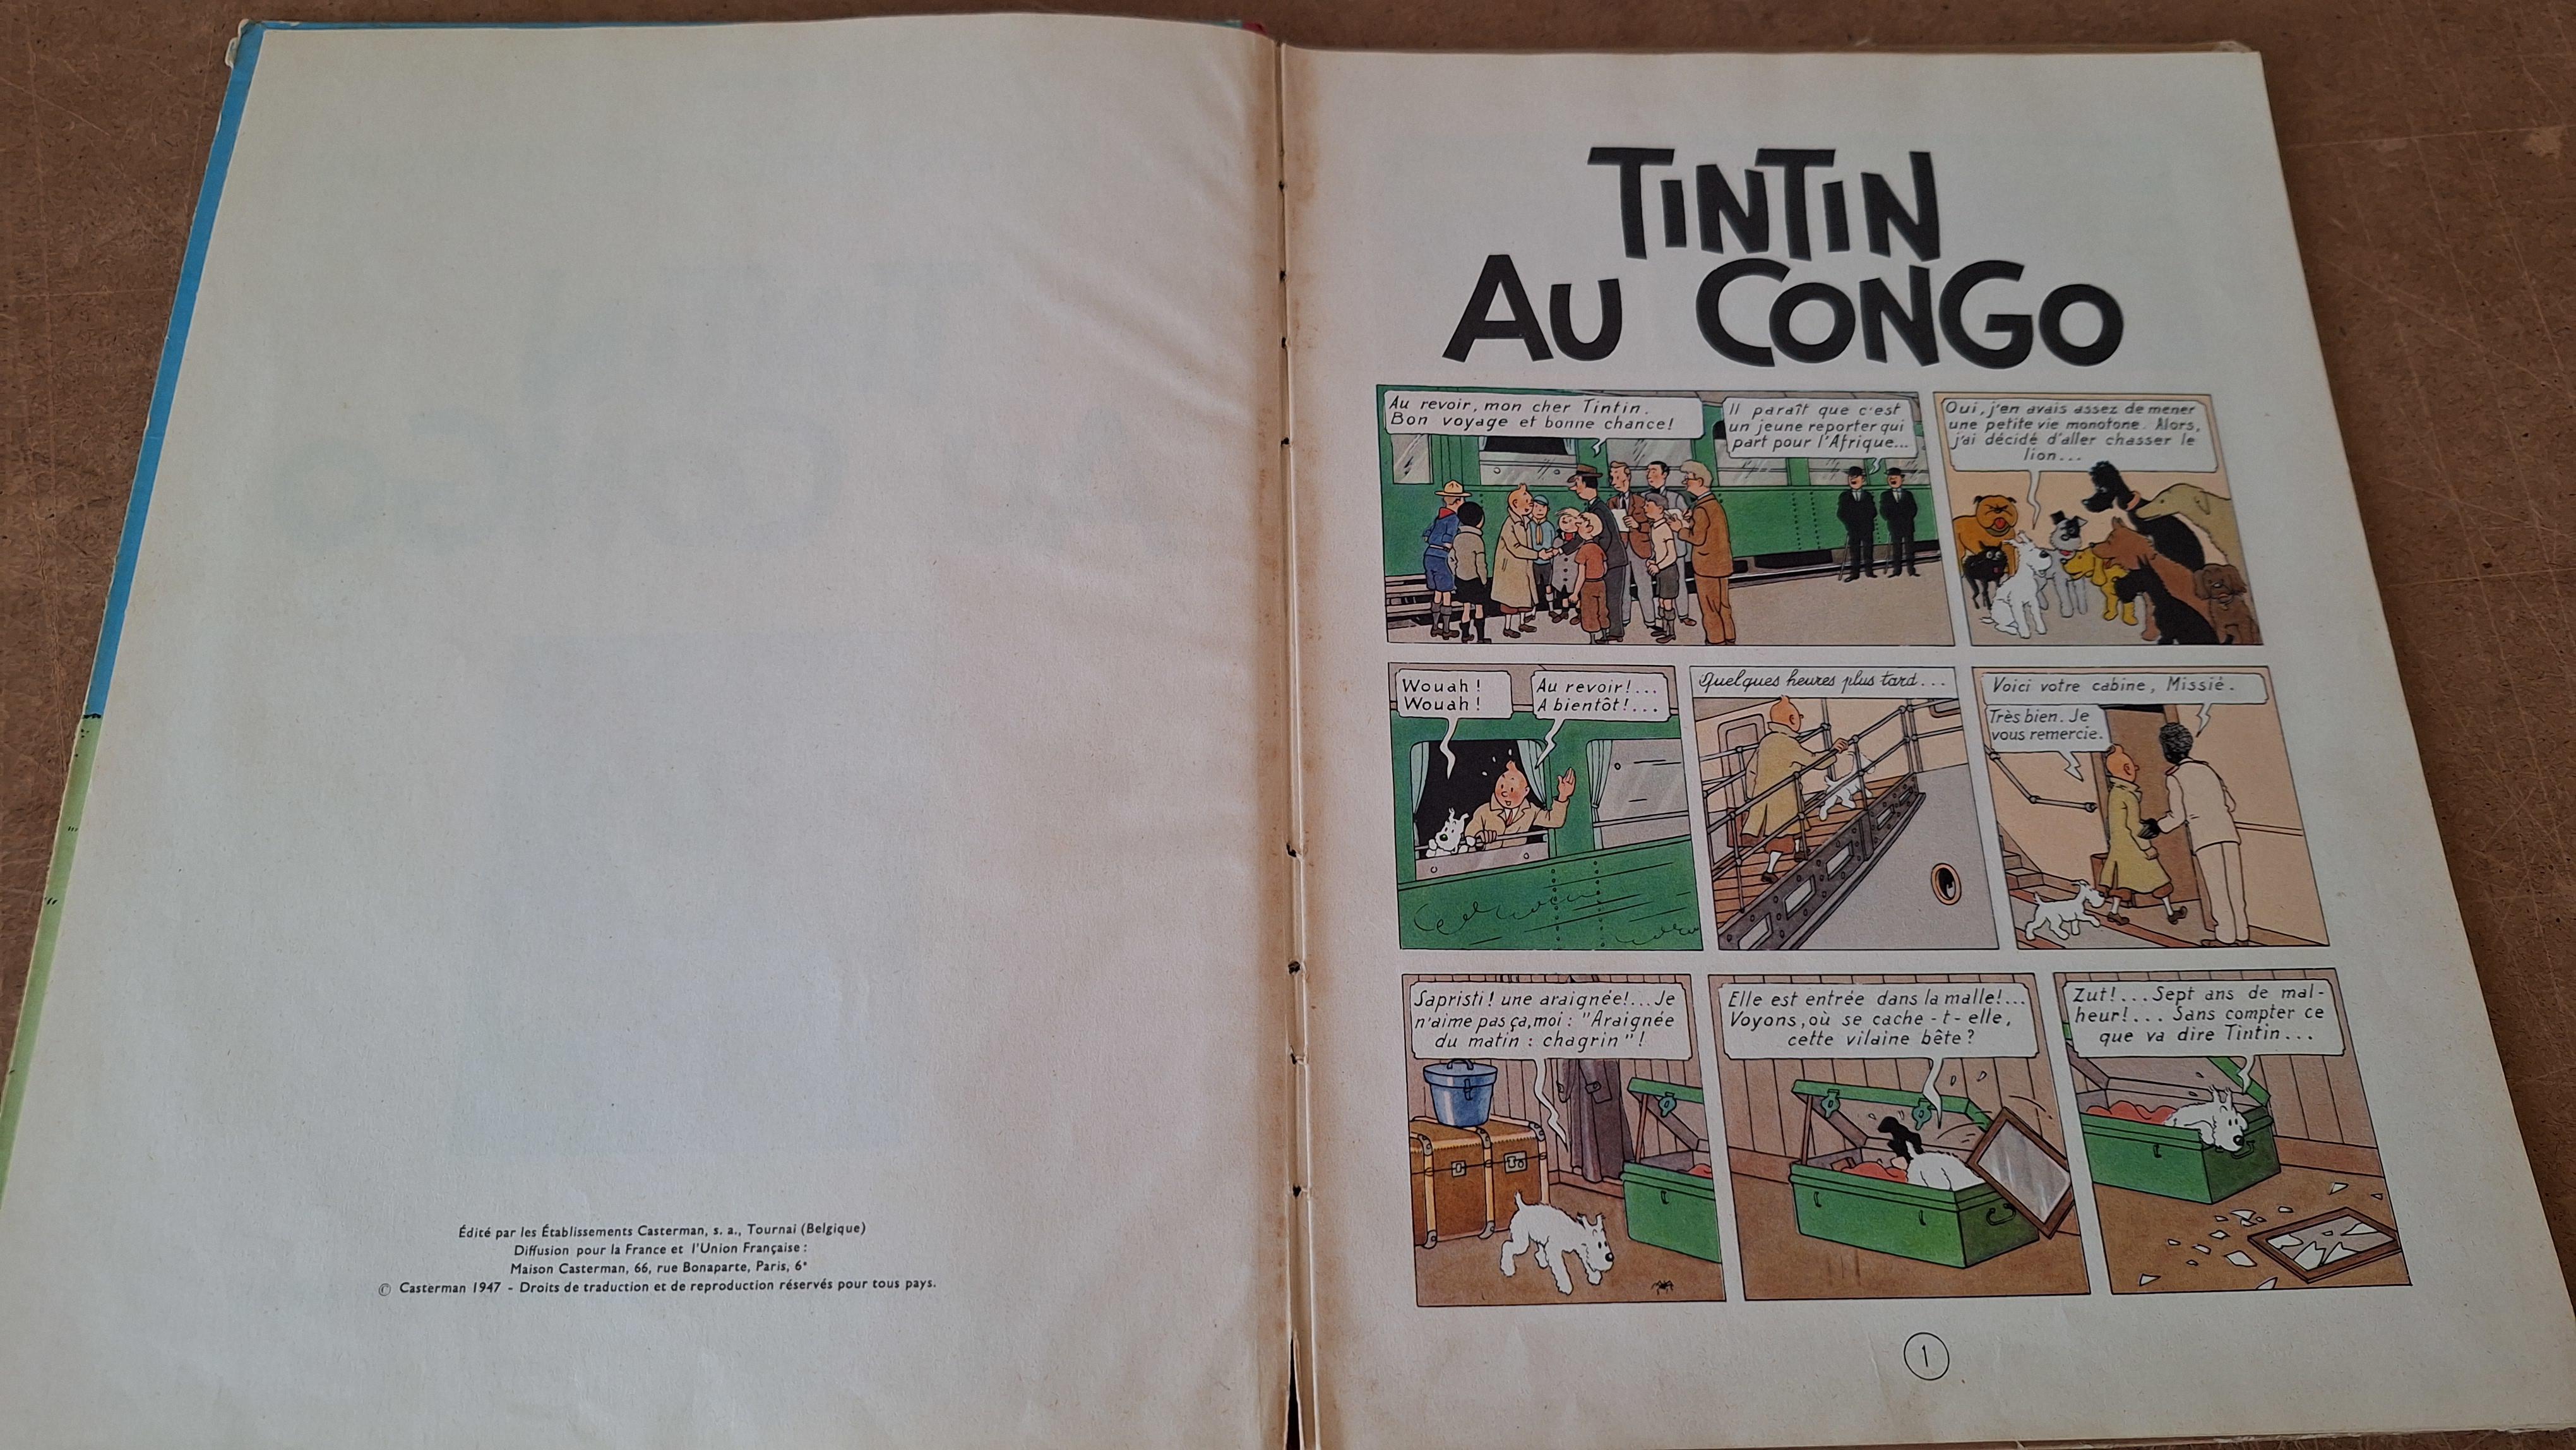 Édité par les Établissements Casterman, s. a., Tournai (Belgique)
Diffusion pour la France et l'Union Française :
Maison Casterman, 66, rue Bonaparte, Paris, 6e
© Casterman 1947 - Droits de traduction et de reproduction réservés pour tous pays.
TINTIN
AU CONGO
Au revoir, mon cher Tintin.
Bon voyage et bonne chance!
Il paraît que c'est
un jeune reporter qui
part pour l'Afrique...
Oui, j'en avais assez de mener
une petite vie monotone. Alors,
j'ai décidé d'aller chasser le
lion...
Wouah!
Wouah!
Au revoir!...
A bientôt!...
Quelques heures plus tard...
Voici votre cabine, Missié.
Très bien. Je
vous remercie.
Sapristi! une araignée!...Je
n'aime pas ça, moi : "Araignée
du matin : chagrin"!
Elle est entrée dans la malle!...
Voyons, où se cache-t-elle,
cette vilaine bête?
Zut!...Sept ans de mal-
heur!... Sans compter ce
que va dire Tintin...
1